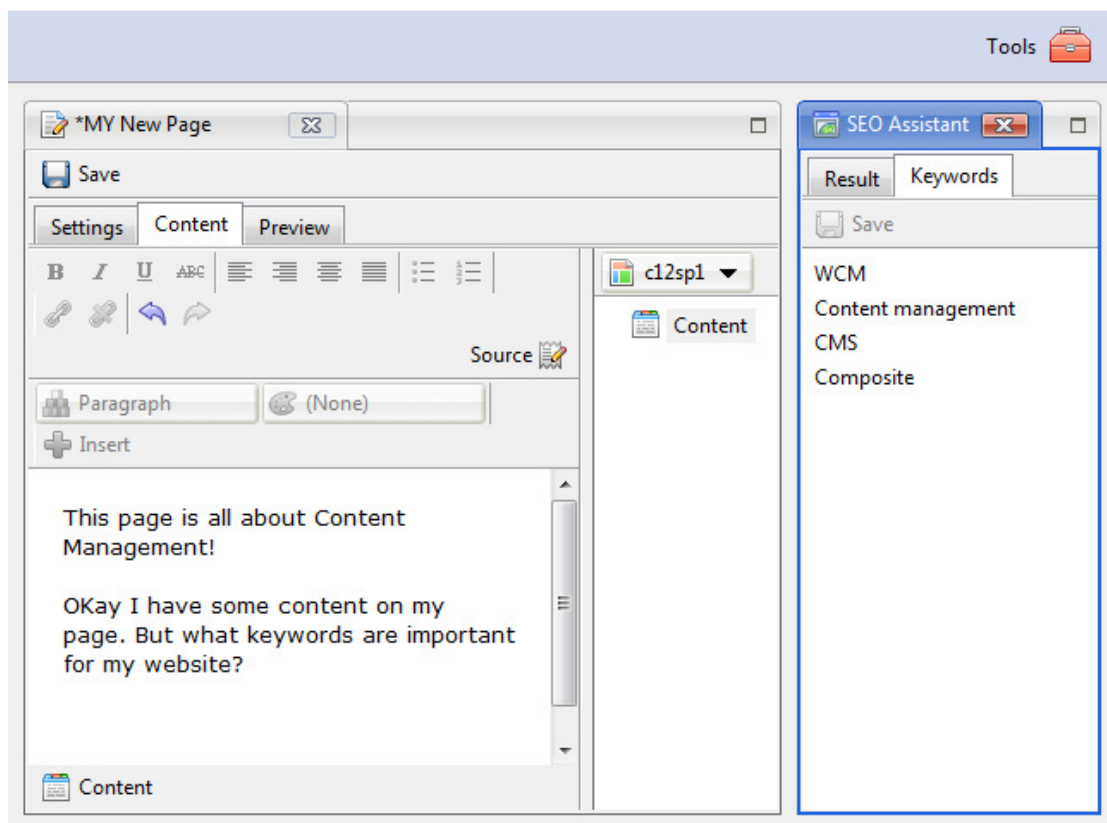 Tools
*MY New Page
SEO Assistant
Save
Result Keywords
Settings Content Preview
Save
B I U ABC
c12sp1
WCM
Content management
CMS
Composite
Content
Source
Paragraph (None)
Insert
This page is all about Content
Management!
OKay I have some content on my
page. But what keywords are important
for my website?
Content